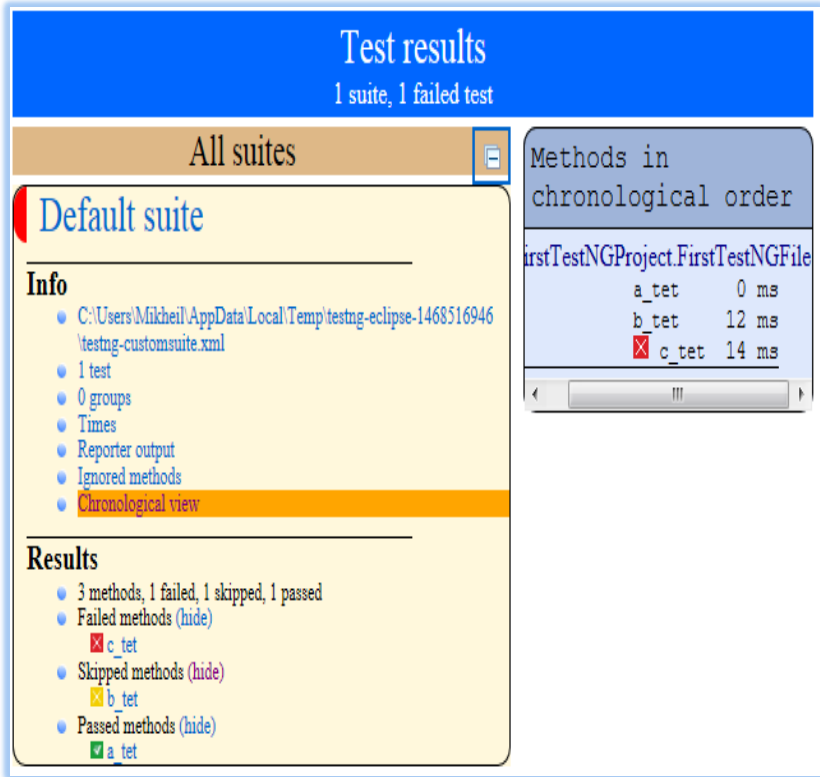 Test results
1 suite, 1 failed test
All suites
Default suite
Info
C:\Users\Mikheil\AppData\Local\Temp\testng-eclipse-1468516946
\testng-customsuite.xml
1 test
0 groups
Times
Reporter output
Ignored methods
Chronological view
Results
3 methods, 1 failed, 1 skipped, 1 passed
Failed methods (hide)
c_tet
Skipped methods (hide)
b_tet
Passed methods (hide)
a_tet
Methods in
chronological order
irstTestNGProject.FirstTestNGFile
a_tet 0 ms
b_tet 12 ms
c_tet 14 ms